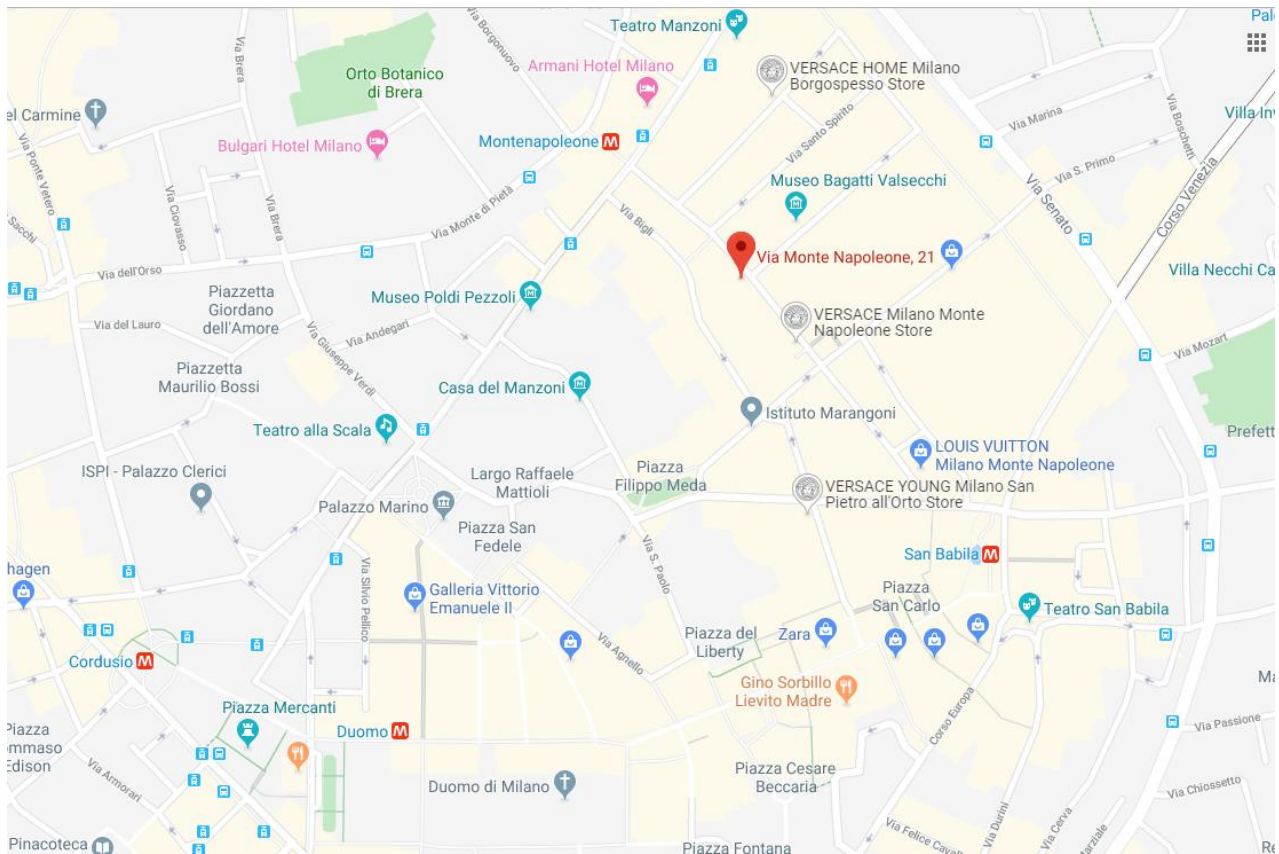 Teatro Manzoni
Pal
VERSACE HOME Milano
Borgospesso Store
Armani Hotel Milano
Via Borgonuovo
Via Brera
Orto Botanico
di Brera
el Carmine
Via Marina
Via Boschetti
Villa Inv
Montenapoleone M
Bulgari Hotel Milano
Via Santo Spirito
Via S. Primo
Via Ponte Vetero
Museo Bagatti Valsecchi
Via Ciovasso
Via Brera
Via Monte di Pietà
Via Bigli
Via Senato
Corso Venezia
Sacchi
Via Monte Napoleone, 21
Via dell'Orso
Villa Necchi Ca
Piazzetta
Giordano
dell'Amore
Museo Poldi Pezzoli
VERSACE Milano Monte
Napoleone Store
Via del Lauro
Via Andegari
Via Giuseppe Verdi
Via Mozart
Piazzetta
Maurilio Bossi
Casa del Manzoni
Istituto Marangoni
Teatro alla Scala
Prefett
LOUIS VUITTON
Milano Monte Napoleone
ISPI - Palazzo Clerici
Largo Raffaele
Mattioli
Piazza
Filippo Meda
VERSACE YOUNG Milano San
Pietro all'Orto Store
Palazzo Marino
Piazza San
Fedele
San Babila M
Via S. Paolo
Via Silvio Pellico
hagen
Galleria Vittorio
Emanuele II
Piazza
San Carlo
Teatro San Babila
Zara
Piazza del
Liberty
Via Agnello
Cordusio M
Gino Sorbillo
Lievito Madre
Ma
Piazza Mercanti
Corso Europa
Via Passione
Duomo M
Piazza
ommaso
Edison
Via Armorari
Piazza Cesare
Beccaria
Duomo di Milano
Via Chiossetto
Via Durini
Via Cerva
Via Felice Caval
starziale
Pinacoteca
Piazza Fontana
Re